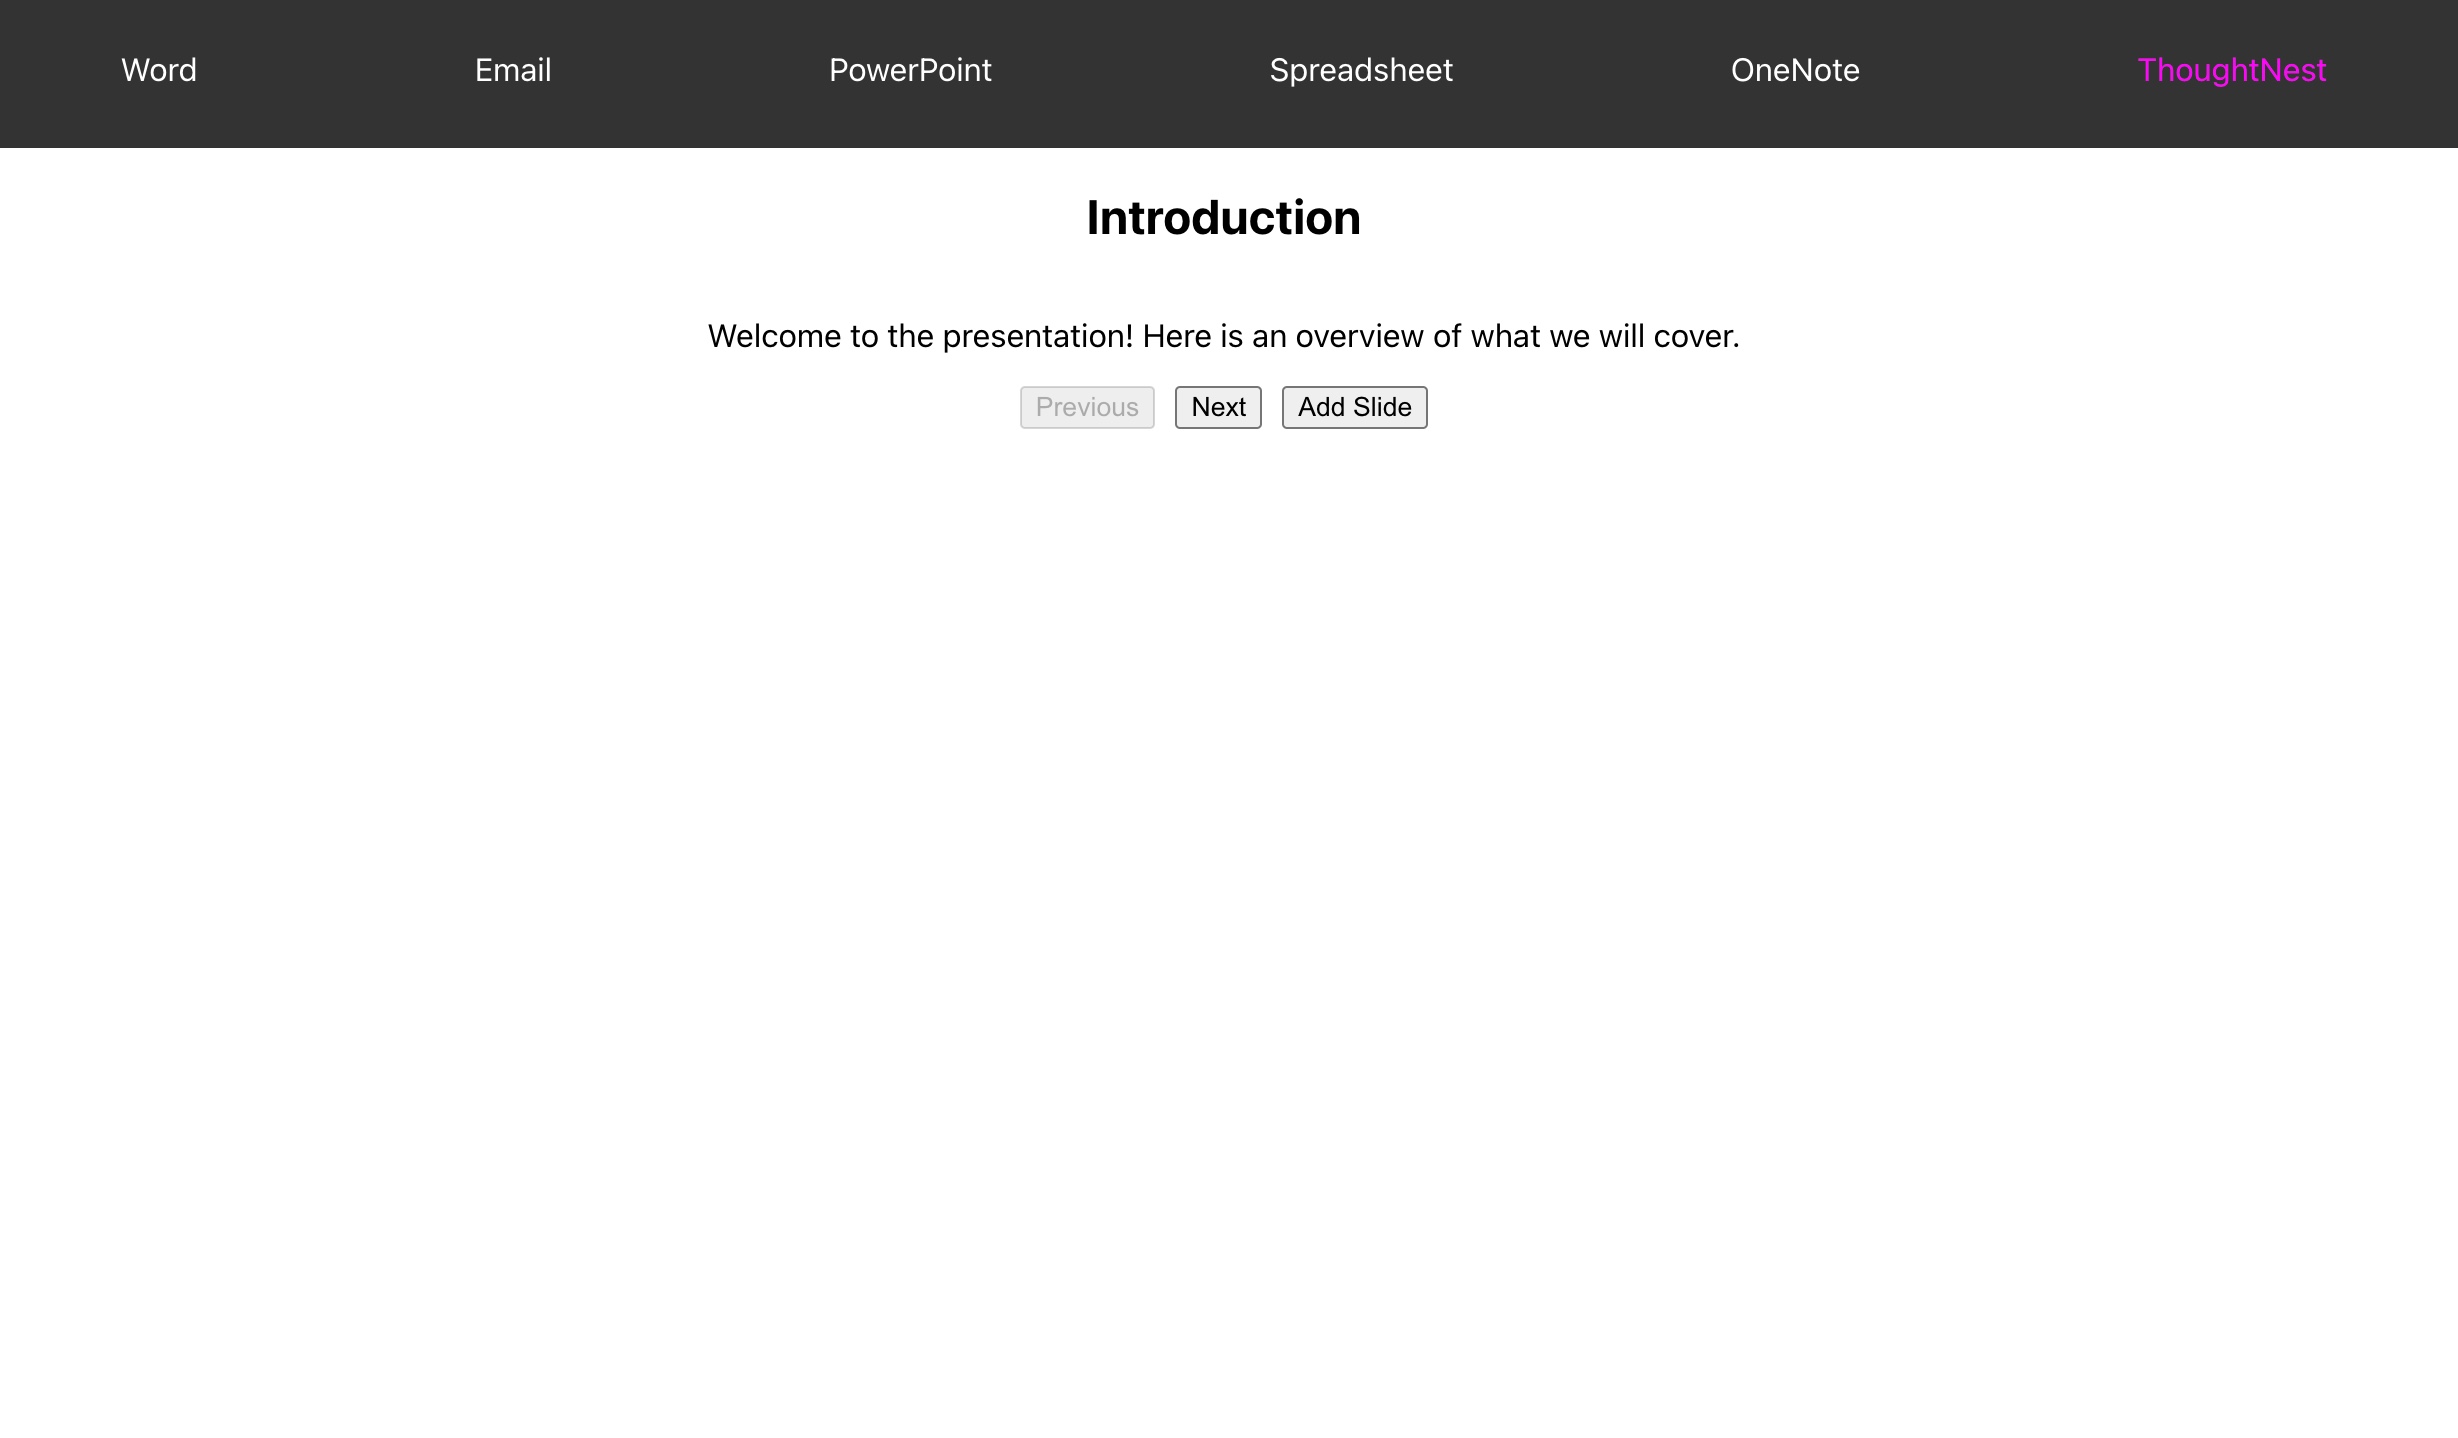 Word Email PowerPoint Spreadsheet OneNote ThoughtNest
Introduction
Welcome to the presentation! Here is an overview of what we will cover.
Previous Next Add Slide